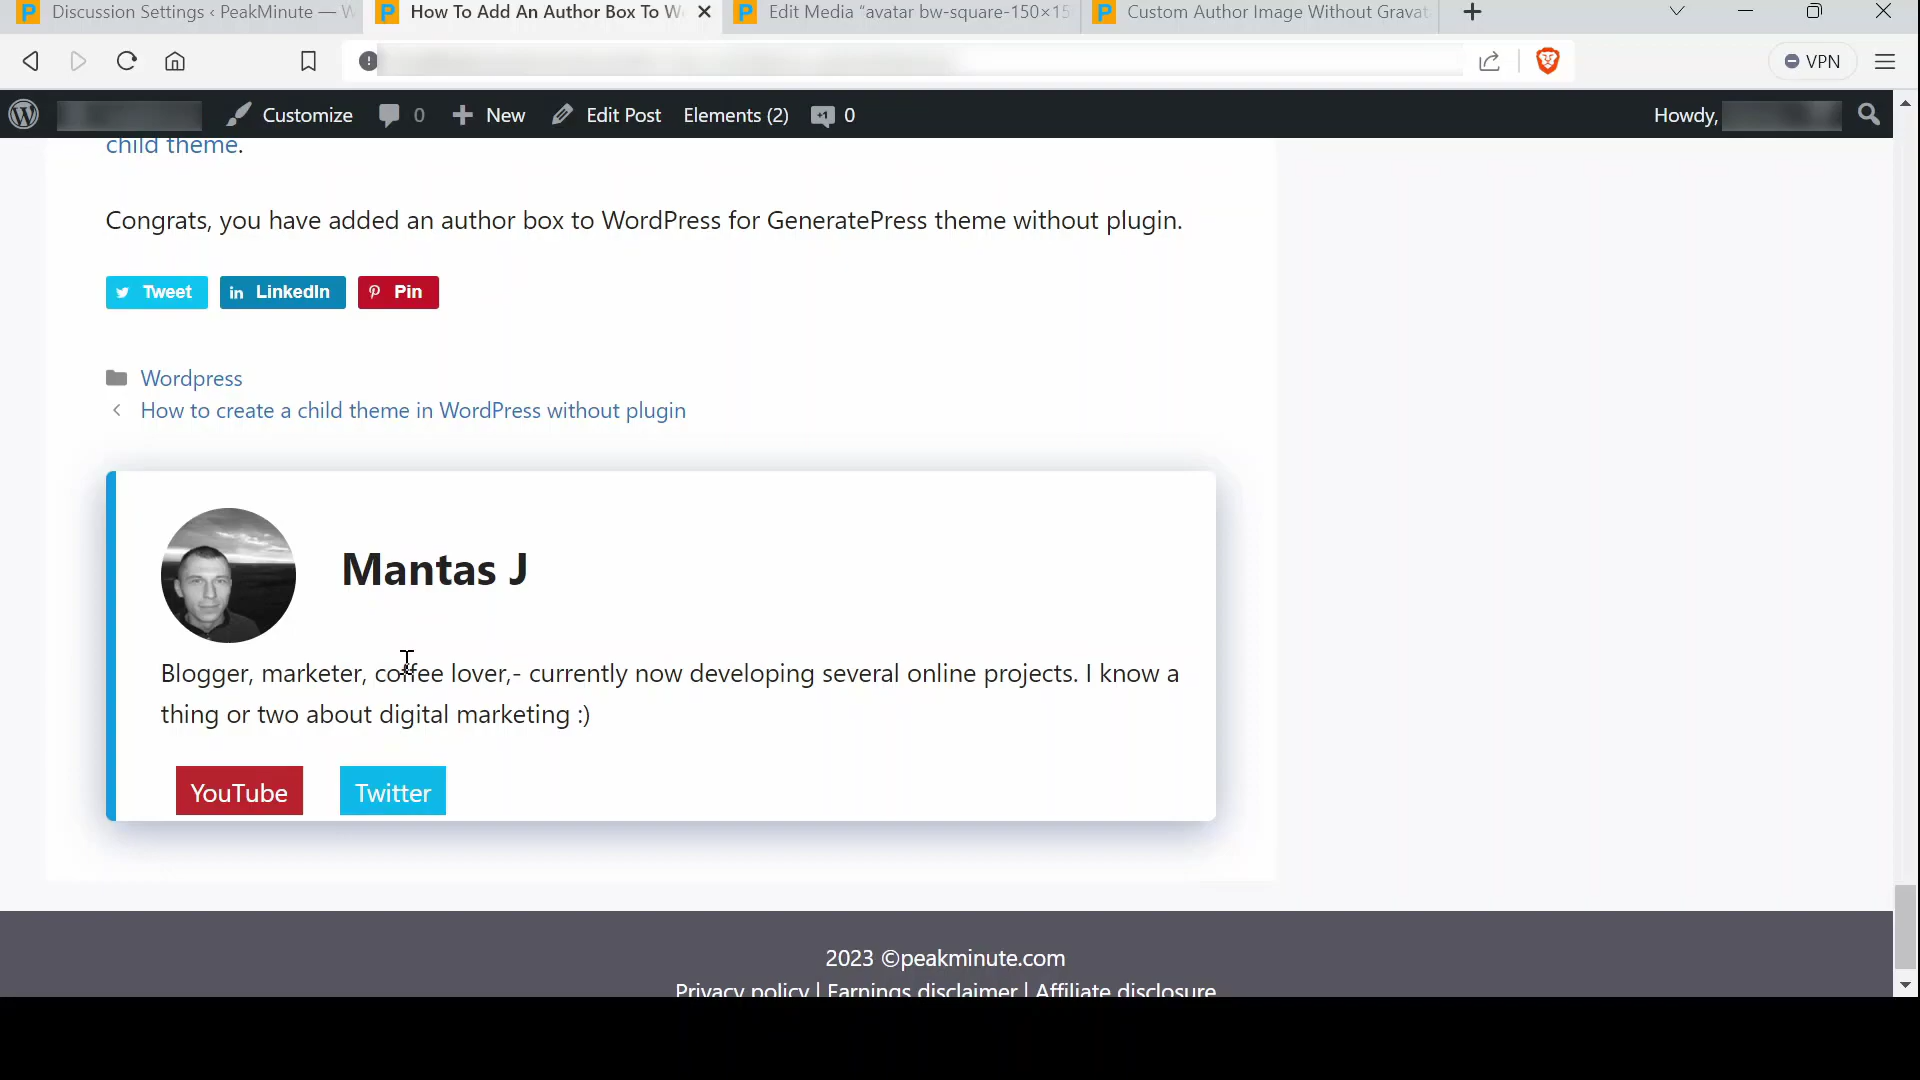 Discussion Settings ‹ PeakMinute — W
How To Add An Author Box To W
Edit Media “avatar bw-square-150×15
Custom Author Image Without Gravat
VPN
Customize
0
New
Edit Post
Elements (2)
+1 0
Howdy,
child theme.
Congrats, you have added an author box to WordPress for GeneratePress theme without plugin.
Tweet
in LinkedIn
Pin
Wordpress
How to create a child theme in WordPress without plugin
Mantas J
Blogger, marketer, coffee lover,- currently now developing several online projects. I know a
thing or two about digital marketing :)
YouTube
Twitter
2023 ©peakminute.com
Privacy policy | Earnings disclaimer | Affiliate disclosure